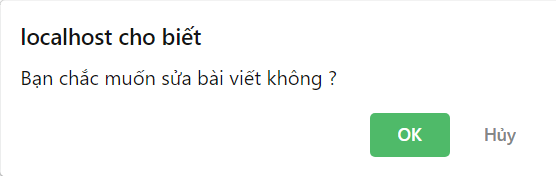 localhost cho biết
Bạn chắc muốn sửa bài viết không ?
OK Hủy